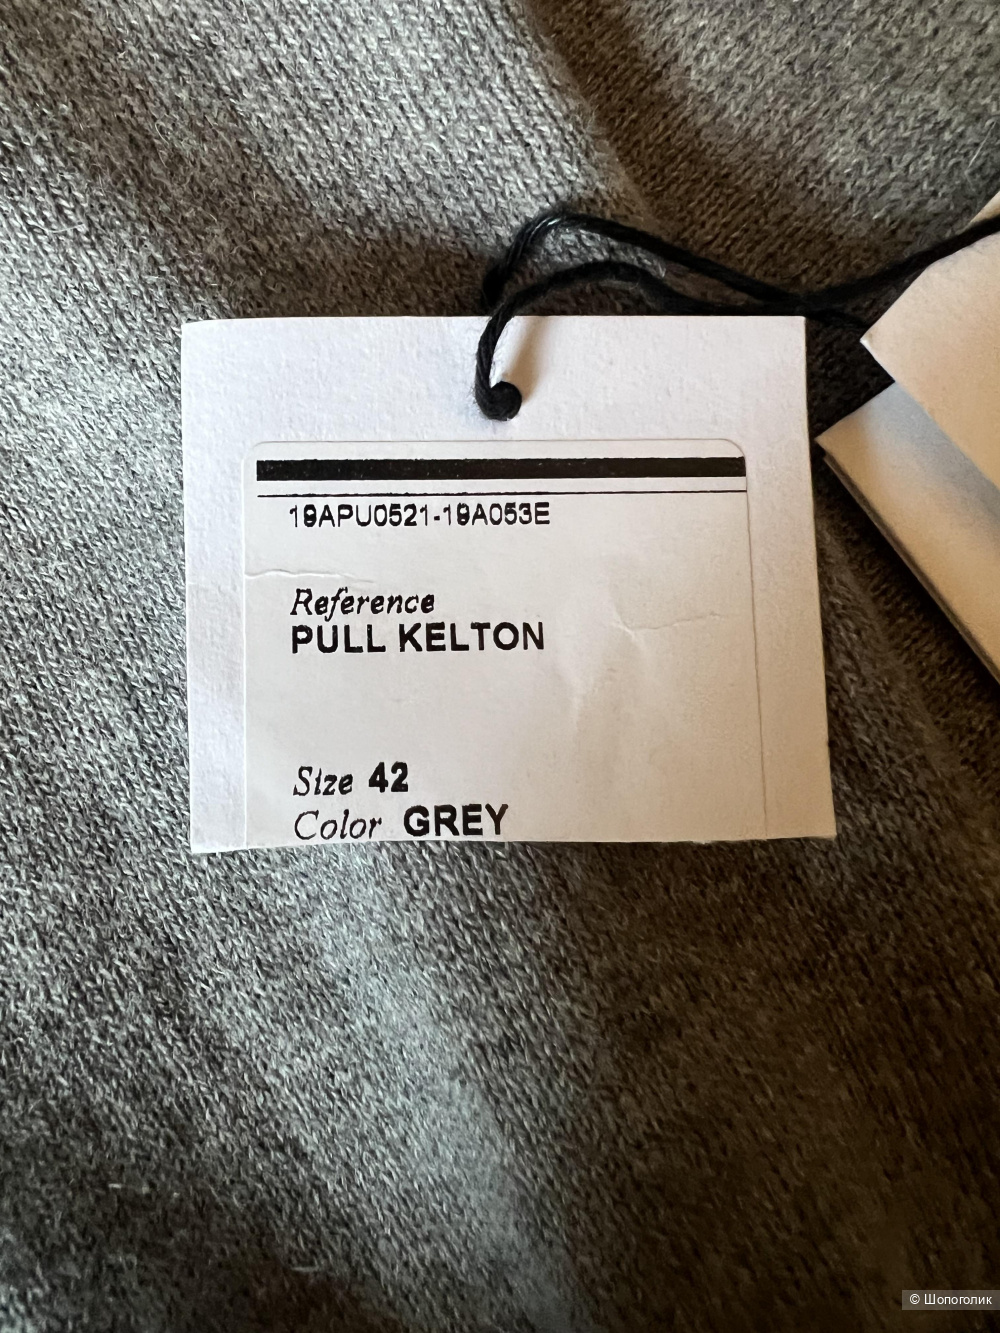 19APU0521-19A053E
Reference
PULL KELTON
Size 42
Color GREY
© Шопоголик